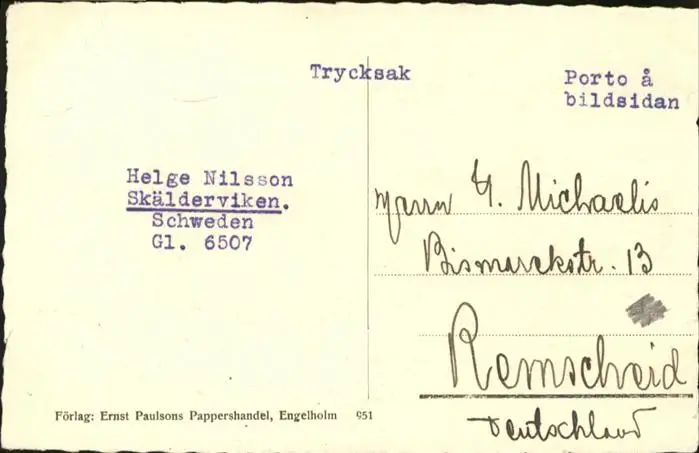 Trycksak
Porto å
bildsidan
Helge Nilsson
Skälderviken.
Schweden
Gl. 6507
Herrn H. Michaelis
Bismarckstr. 13
Remscheid
Deutschland
Förlag: Ernst Paulsons Pappershandel, Engelholm 951